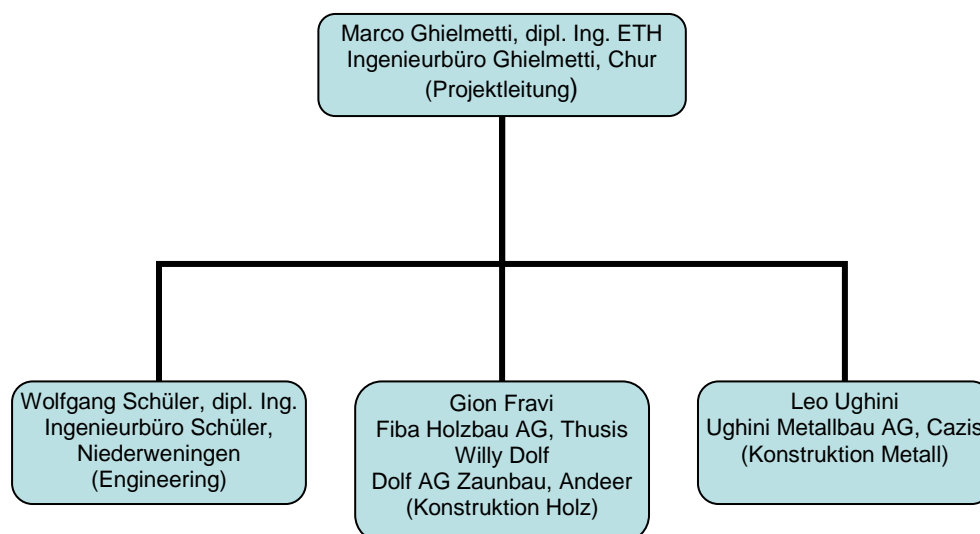 Marco Ghielmetti, dipl. Ing. ETH
Ingenieurbüro Ghielmetti, Chur
(Projektleitung)
Wolfgang Schüler, dipl. Ing.
Ingenieurbüro Schüler,
Niederweningen
(Engineering)
Gion Fravi
Fiba Holzbau AG, Thusis
Willy Dolf
Dolf AG Zaunbau, Andeer
(Konstruktion Holz)
Leo Ughini
Ughini Metallbau AG, Cazis
(Konstruktion Metall)